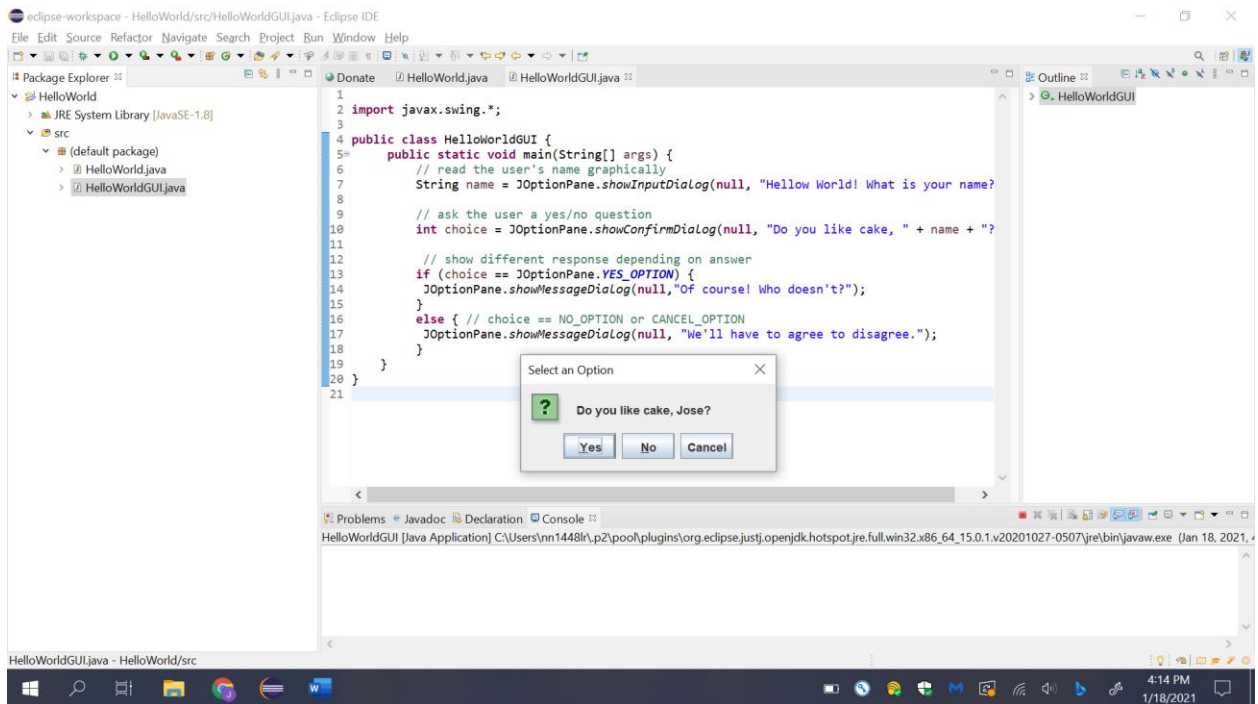 eclipse-workspace - HelloWorld/src/HelloWorldGUI.java - Eclipse IDE
File Edit Source Refactor Navigate Search Project Run Window Help
Package Explorer
HelloWorld
JRE System Library [JavaSE-1.8]
src
(default package)
HelloWorld.java
HelloWorldGUI.java
Donate HelloWorld.java HelloWorldGUI.java
1
2 import javax.swing.*;
3
4 public class HelloWorldGUI {
5 public static void main(String[] args) {
6 // read the user's name graphically
7 String name = JOptionPane.showInputDialog(null, "Hellow World! What is your name?
8
9 // ask the user a yes/no question
10 int choice = JOptionPane.showConfirmDialog(null, "Do you like cake, " + name + "?
11
12 // show different response depending on answer
13 if (choice == JOptionPane.YES_OPTION) {
14 JOptionPane.showMessageDialog(null,"Of course! Who doesn't?");
15 }
16 else { // choice == NO_OPTION or CANCEL_OPTION
17 JOptionPane.showMessageDialog(null, "We'll have to agree to disagree.");
18 }
19 }
20 }
21
Select an Option
Do you like cake, Jose?
Yes No Cancel
Outline
HelloWorldGUI
Problems Javadoc Declaration Console
HelloWorldGUI [Java Application] C:\Users\nn1448lr\.p2\pool\plugins\org.eclipse.justj.openjdk.hotspot.jre.full.win32.x86_64_15.0.1.v20201027-0507\jre\bin\javaw.exe (Jan 18, 2021,
HelloWorldGUI.java - HelloWorld/src
4:14 PM
1/18/2021